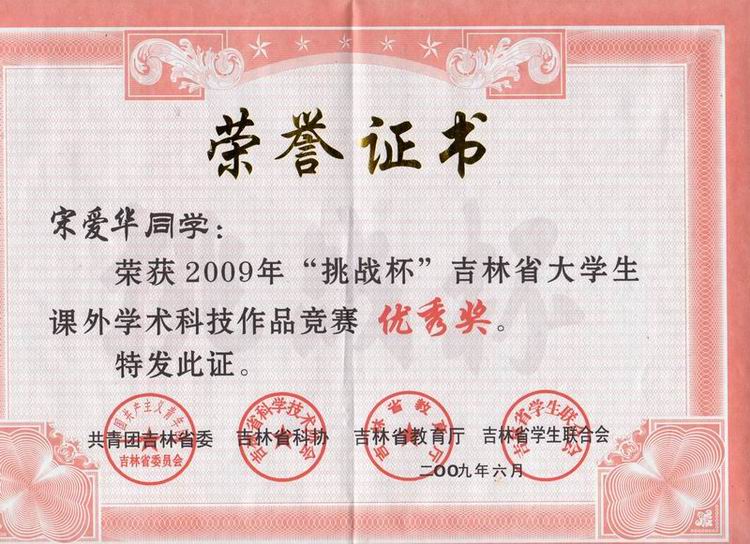 荣誉证书
宋爱华同学：
荣获2009年“挑战杯”吉林省大学生
课外学术科技作品竞赛 优秀奖。
特发此证。
共青团吉林省委 吉林省科协 吉林省教育厅 吉林省学生联合会
吉林省委员会
二OO九年六月